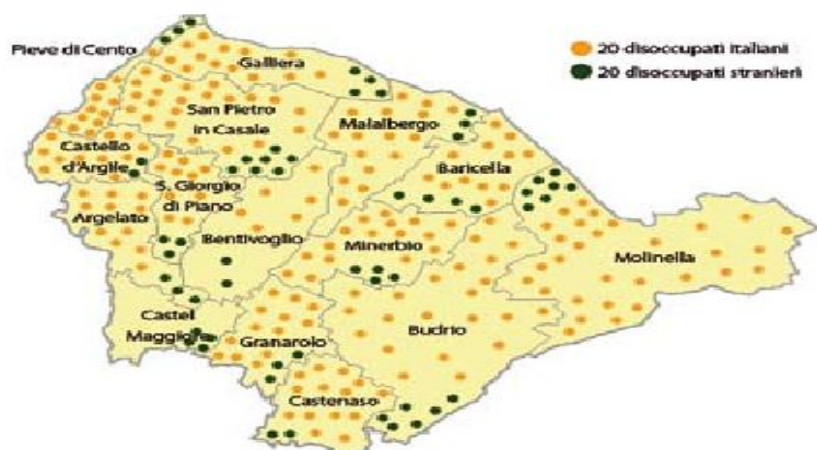 Pieve di Cento
Galliera
20 disoccupati italiani
20 disoccupati stranieri
San Pietro
in Casale
Malalbergo
Castello
d'Argile
Baricella
S. Giorgio
di Piano
Argelato
Bentivoglio
Minerbio
Molinella
Castel
Maggiore
Granarolo
Budrio
Castenaso